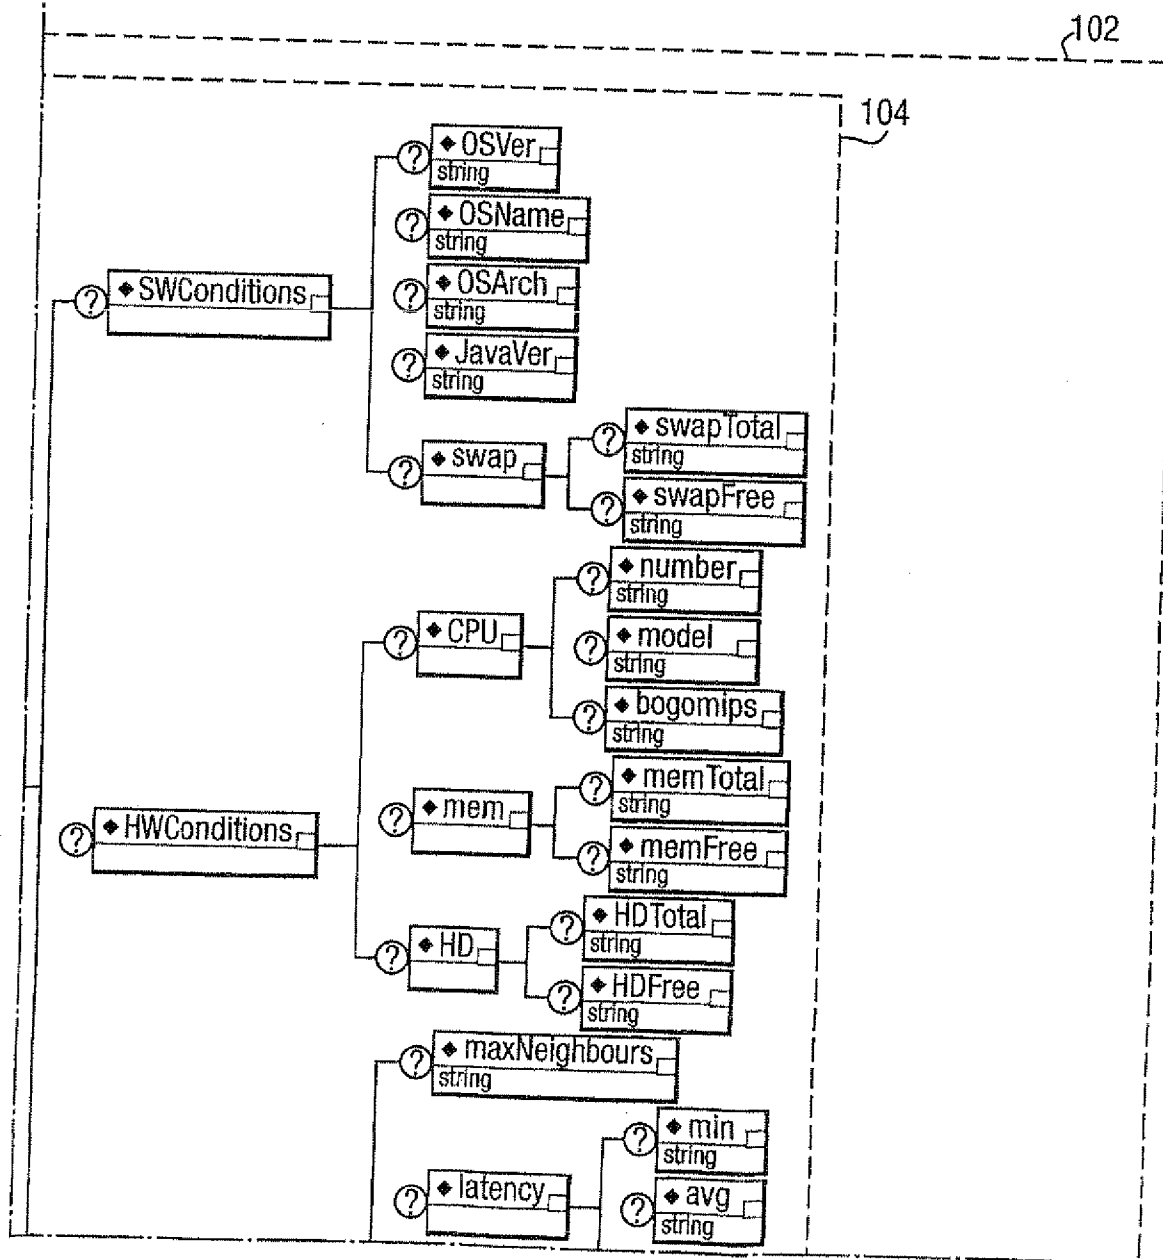 102
104
? ◆ OSVer
string
? ◆ OSName
string
? ◆ SWConditions
? ◆ OSArch
string
? ◆ JavaVer
string
? ◆ swap
? ◆ swapTotal
string
? ◆ swapFree
string
? ◆ CPU
? ◆ number
string
? ◆ model
string
? ◆ bogomips
string
? ◆ HWConditions
? ◆ mem
? ◆ memTotal
string
? ◆ memFree
string
? ◆ HD
? ◆ HDTotal
string
? ◆ HDFree
string
? ◆ maxNeighbours
string
? ◆ latency
? ◆ min
string
? ◆ avg
string